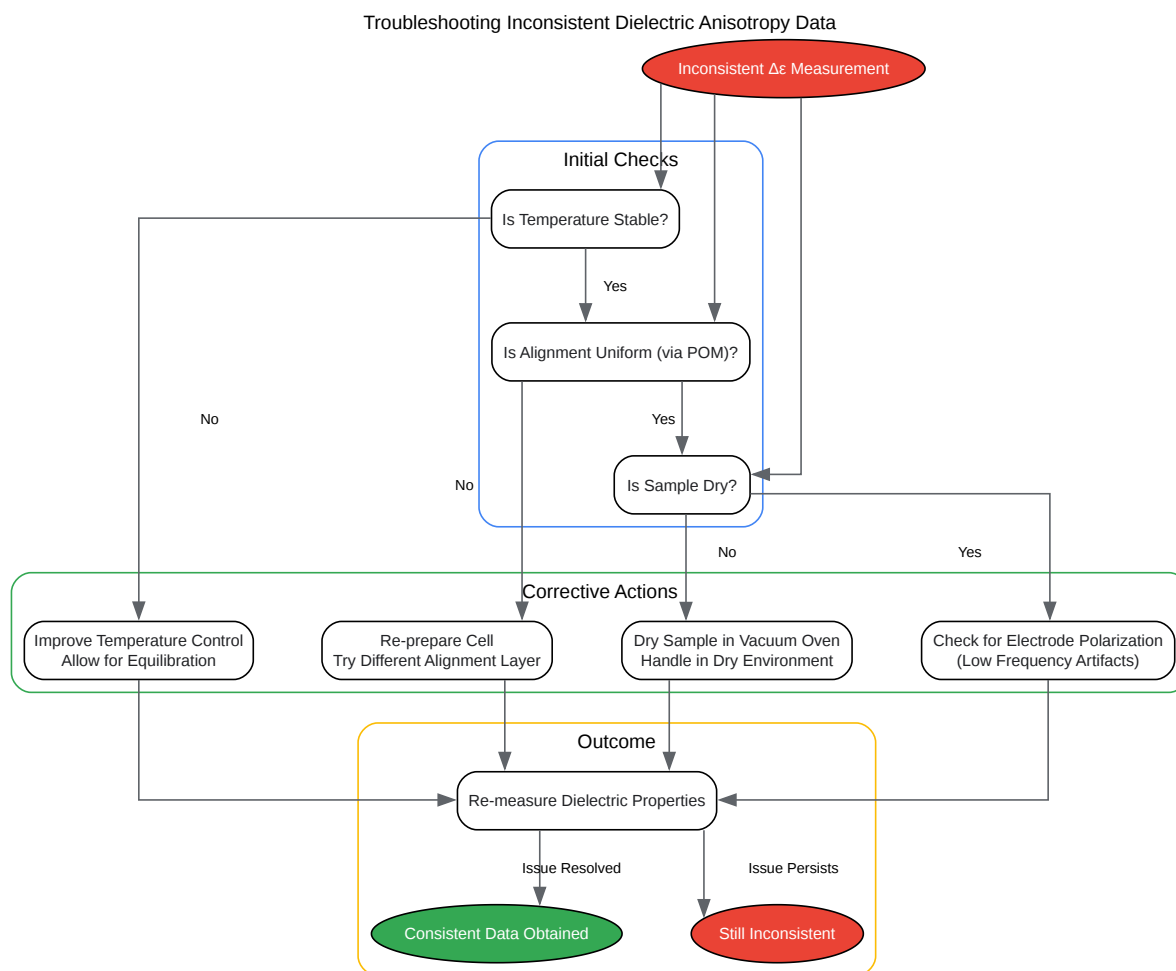 Troubleshooting Inconsistent Dielectric Anisotropy Data
Inconsistent Δε Measurement
Initial Checks
Is Temperature Stable?
Yes
Is Alignment Uniform (via POM)?
No
Yes
No
Is Sample Dry?
No
Yes
Corrective Actions
Improve Temperature Control
Allow for Equilibration
Re-prepare Cell
Try Different Alignment Layer
Dry Sample in Vacuum Oven
Handle in Dry Environment
Check for Electrode Polarization
(Low Frequency Artifacts)
Outcome
Re-measure Dielectric Properties
Issue Resolved
Issue Persists
Consistent Data Obtained
Still Inconsistent